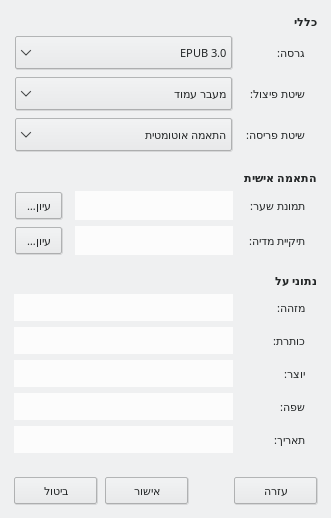 כללי
גרסה: EPUB 3.0
שיטת פיצול: מעבר עמוד
שיטת פריסה: התאמה אוטומטית
התאמה אישית
תמונת שער: עיון...
תיקיית מדיה: עיון...
נתוני על
מזהה:
כותרת:
יוצר:
שפה:
תאריך:
עזרה אישור ביטול